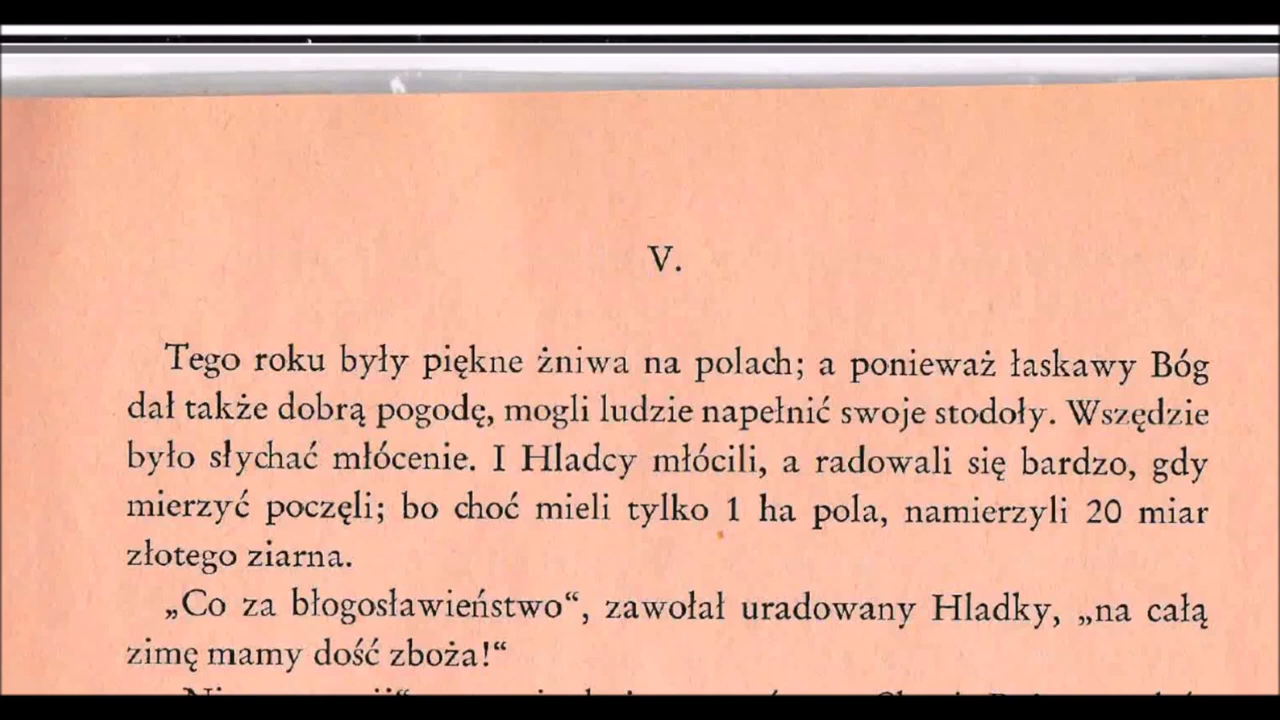 V.
Tego roku były piękne żniwa na polach; a ponieważ łaskawy Bóg
dał także dobrą pogodę, mogli ludzie napełnić swoje stodoły. Wszędzie
było słychać młócenie. I Hladcy młócili, a radowali się bardzo, gdy
mierzyć poczęli; bo choć mieli tylko 1 ha pola, namierzyli 20 miar
złotego ziarna.
„Co za błogosławieństwo“, zawołał uradowany Hladky, „na całą
zimę mamy dość zboża!“